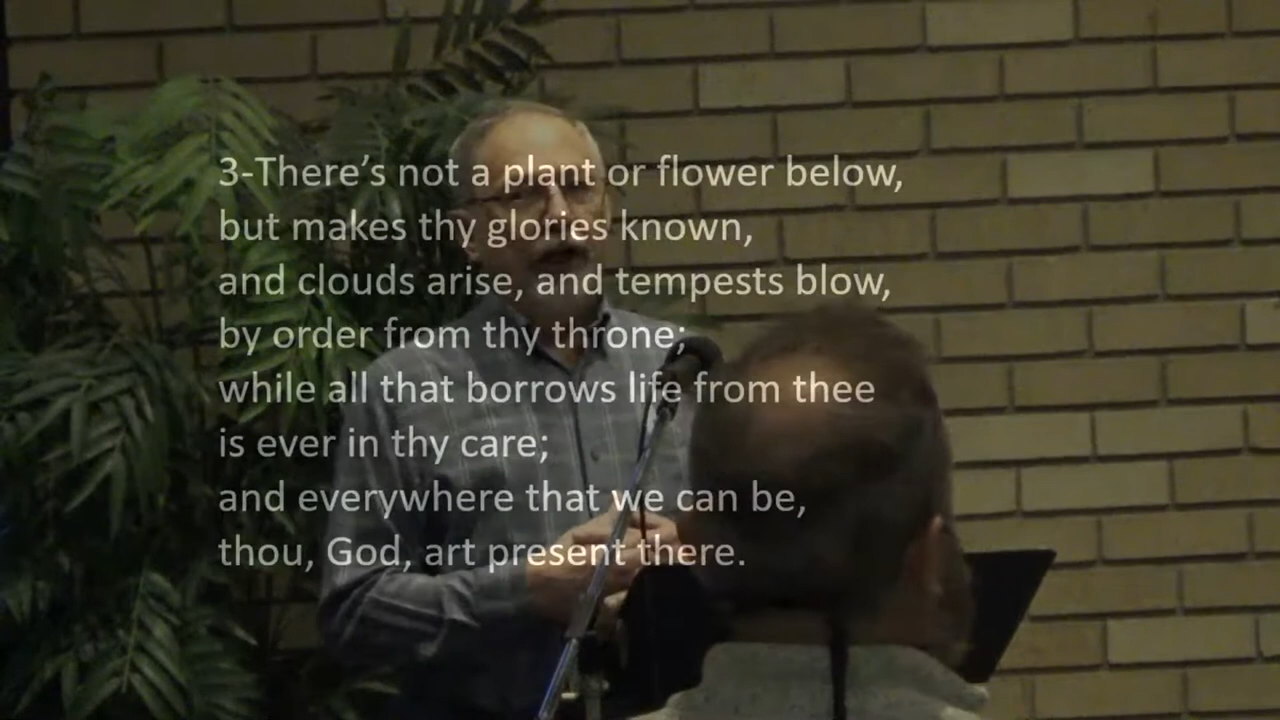 3-There’s not a plant or flower below,
but makes thy glories known,
and clouds arise, and tempests blow,
by order from thy throne;
while all that borrows life from thee
is ever in thy care;
and everywhere that we can be,
thou, God, art present there.